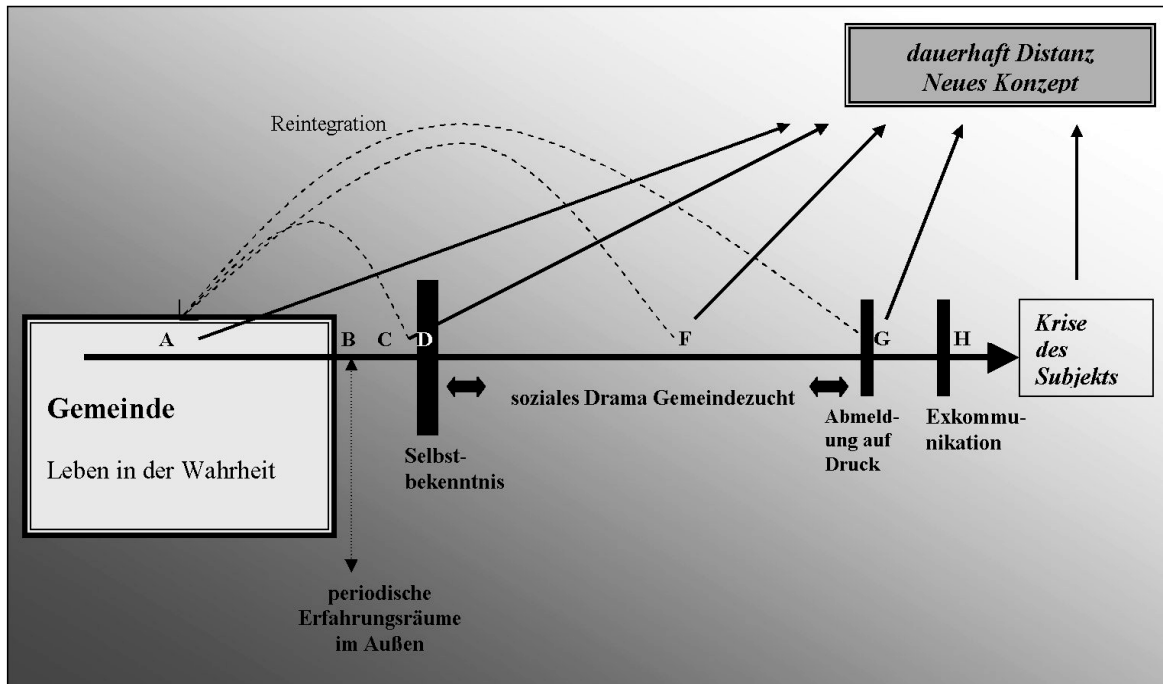 dauerhaft Distanz
Neues Konzept
Reintegration
A
B
C
D
F
G
H
Krise
des
Subjekts
Gemeinde
Leben in der Wahrheit
soziales Drama Gemeindezucht
Selbst-
bekenntnis
Abmeld-
ung auf
Druck
Exkommu-
nikation
periodische
Erfahrungsräume
im Außen